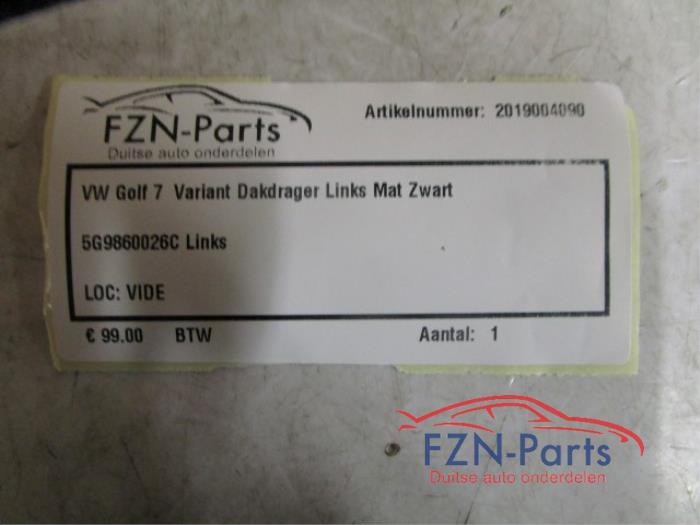 FZN-Parts
Duitse auto onderdelen
Artikelnummer: 2019004090
VW Golf 7 Variant Dakdrager Links Mat Zwart
5G9860026C Links
LOC: VIDE
€ 99.00 BTW Aantal: 1
FZN-Parts
Duitse auto onderdelen